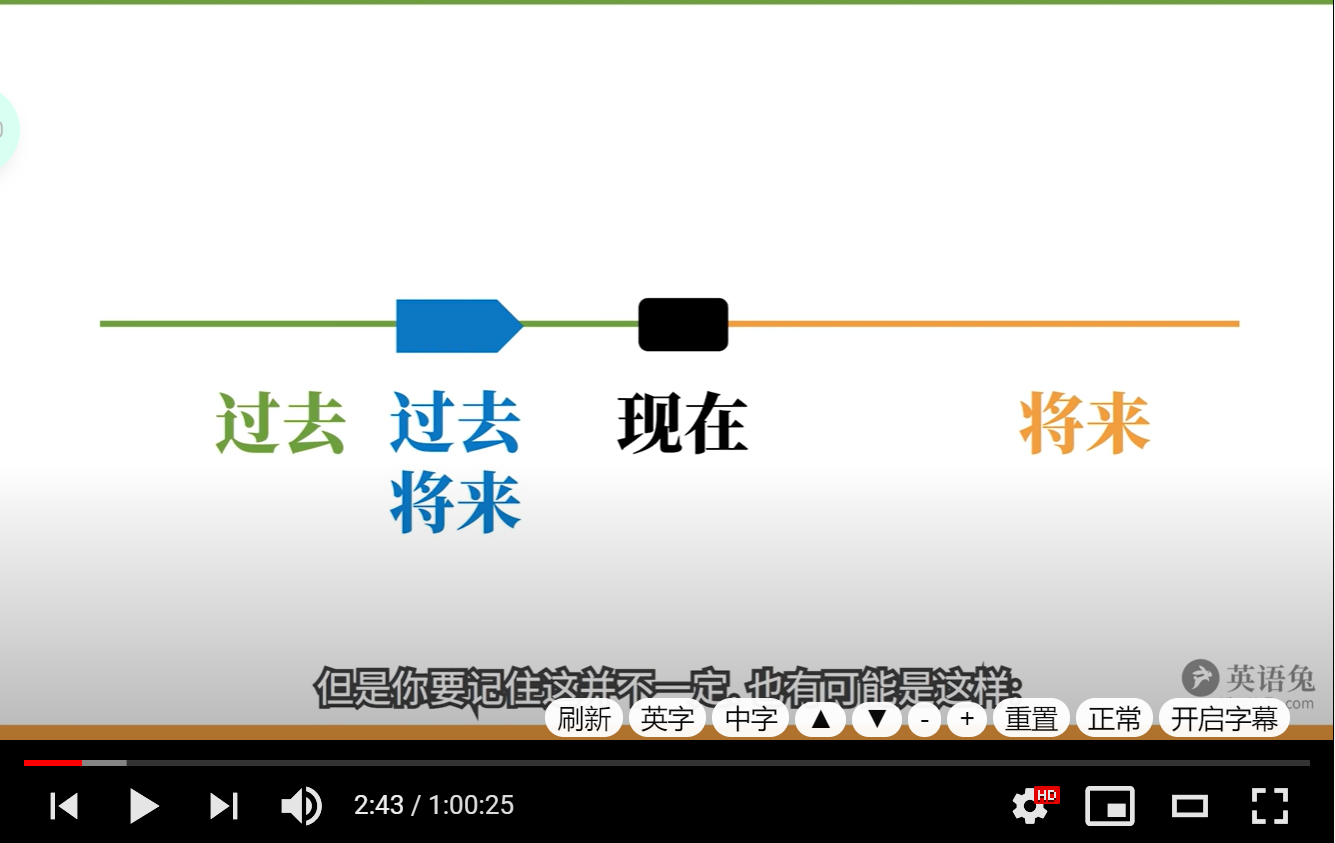 过去 过去 现在 将来
将来
但是你要记住这并不一定, 也有可能是这样:
英语兔
.com
刷新 英字 中字 ▲ ▼ - + 重置 正常 开启字幕
2:43 / 1:00:25
HD